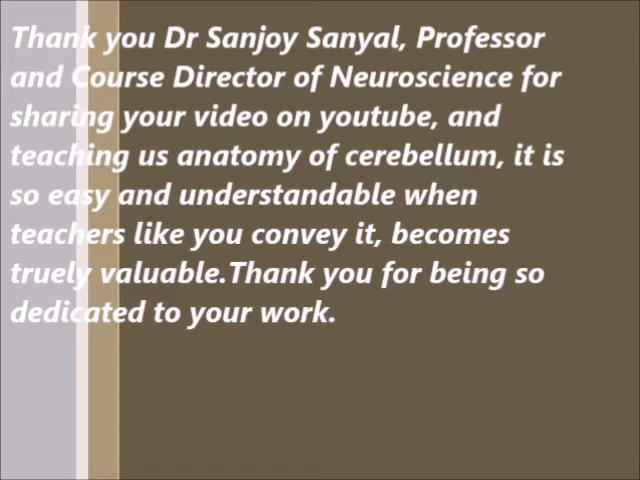 Thank you Dr Sanjoy Sanyal, Professor
and Course Director of Neuroscience for
sharing your video on youtube, and
teaching us anatomy of cerebellum, it is
so easy and understandable when
teachers like you convey it, becomes
truely valuable.Thank you for being so
dedicated to your work.